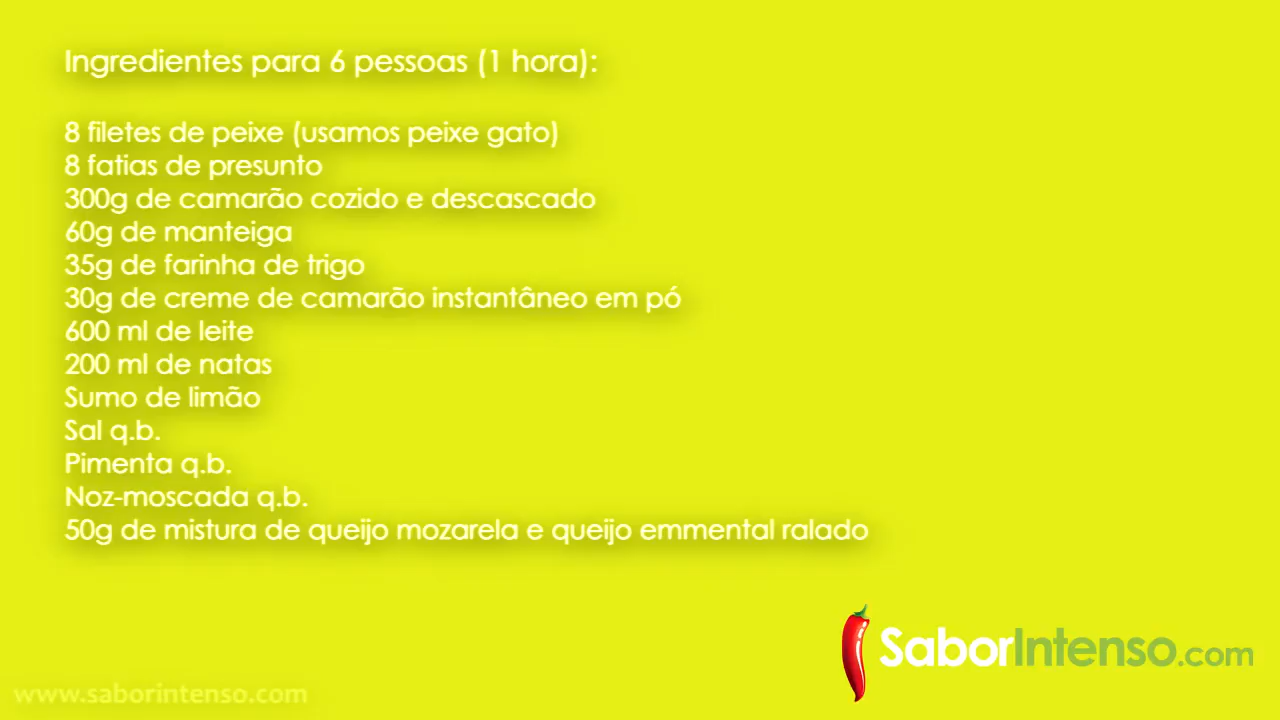 Ingredientes para 6 pessoas (1 hora):
8 filetes de peixe (usamos peixe gato)
8 fatias de presunto
300g de camarão cozido e descascado
60g de manteiga
35g de farinha de trigo
30g de creme de camarão instantâneo em pó
600 ml de leite
200 ml de natas
Sumo de limão
Sal q.b.
Pimenta q.b.
Noz-moscada q.b.
50g de mistura de queijo mozarela e queijo emmental ralado
SaborIntenso.com
www.saborintenso.com